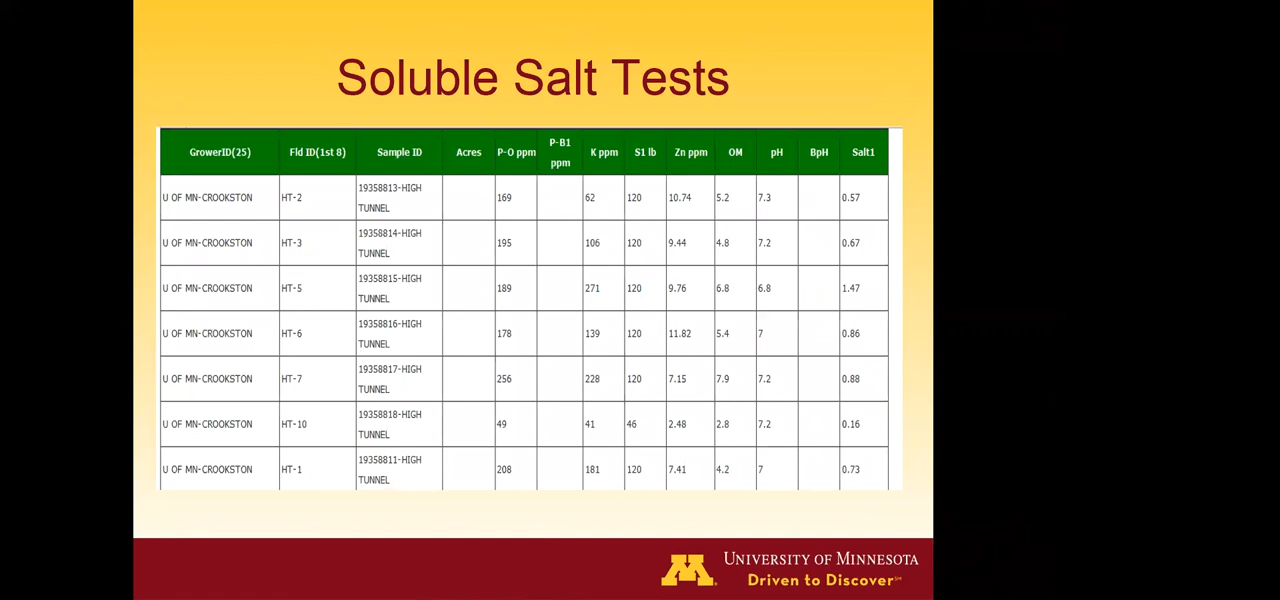 Soluble Salt Tests
GrowerID(25) Fld ID(1st 8) Sample ID Acres P-O ppm P-B1 ppm K ppm S1 lb Zn ppm OM pH BpH Salt1
U OF MN-CROOKSTON HT-2 19358813-HIGH TUNNEL 169 62 120 10.74 5.2 7.3 0.57
U OF MN-CROOKSTON HT-3 19358814-HIGH TUNNEL 195 106 120 9.44 4.8 7.2 0.67
U OF MN-CROOKSTON HT-5 19358815-HIGH TUNNEL 189 271 120 9.76 6.8 6.8 1.47
U OF MN-CROOKSTON HT-6 19358816-HIGH TUNNEL 178 139 120 11.82 5.4 7 0.86
U OF MN-CROOKSTON HT-7 19358817-HIGH TUNNEL 256 228 120 7.15 7.9 7.2 0.88
U OF MN-CROOKSTON HT-10 19358818-HIGH TUNNEL 49 41 46 2.48 2.8 7.2 0.16
U OF MN-CROOKSTON HT-1 19358811-HIGH TUNNEL 208 181 120 7.41 4.2 7 0.73
M
UNIVERSITY OF MINNESOTA
Driven to Discover℠